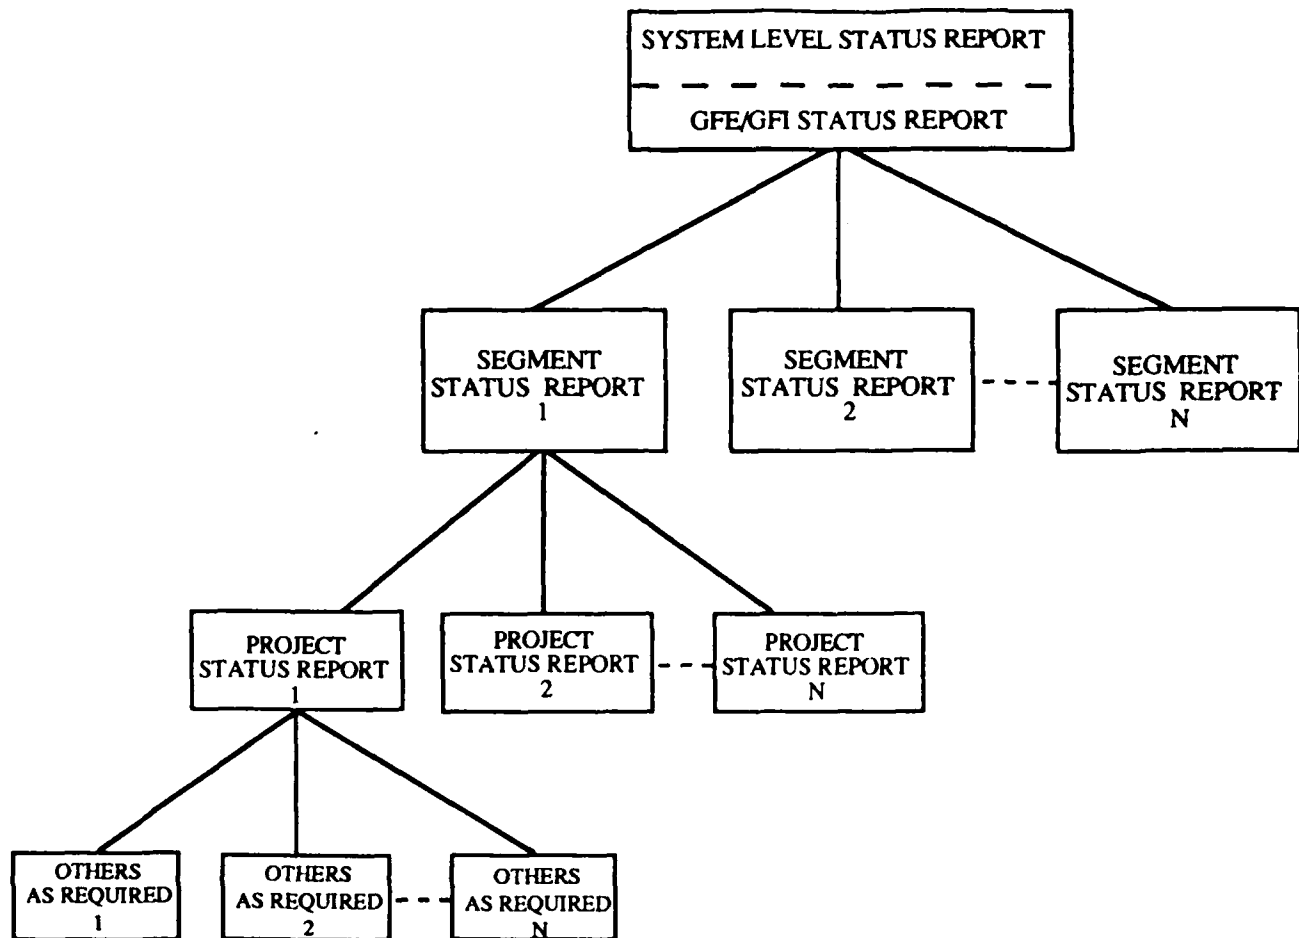 SYSTEM LEVEL STATUS REPORT
GFE/GFI STATUS REPORT
SEGMENT
STATUS REPORT
1
SEGMENT
STATUS REPORT
2
SEGMENT
STATUS REPORT
N
PROJECT
STATUS REPORT
1
PROJECT
STATUS REPORT
2
PROJECT
STATUS REPORT
N
OTHERS
AS REQUIRED
1
OTHERS
AS REQUIRED
2
OTHERS
AS REQUIRED
N